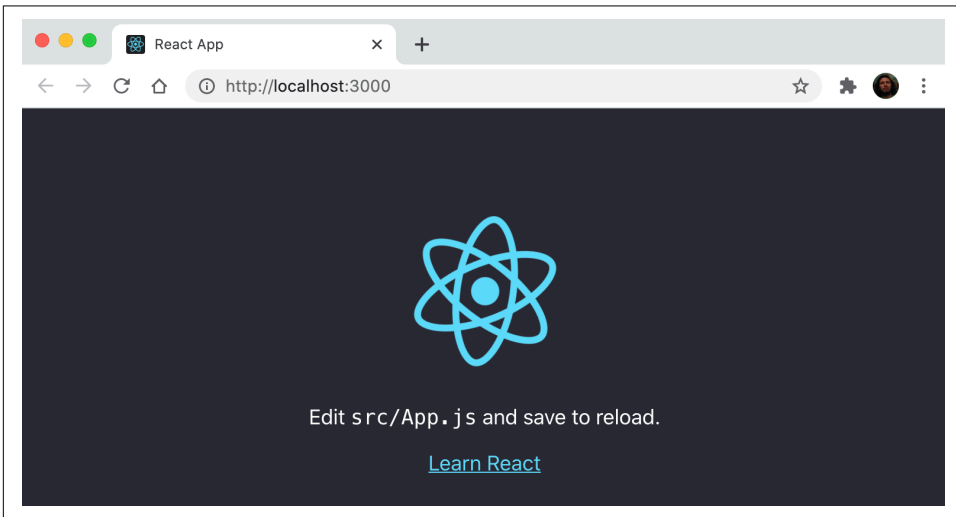 React App
http://localhost:3000
Edit src/App.js and save to reload.
Learn React